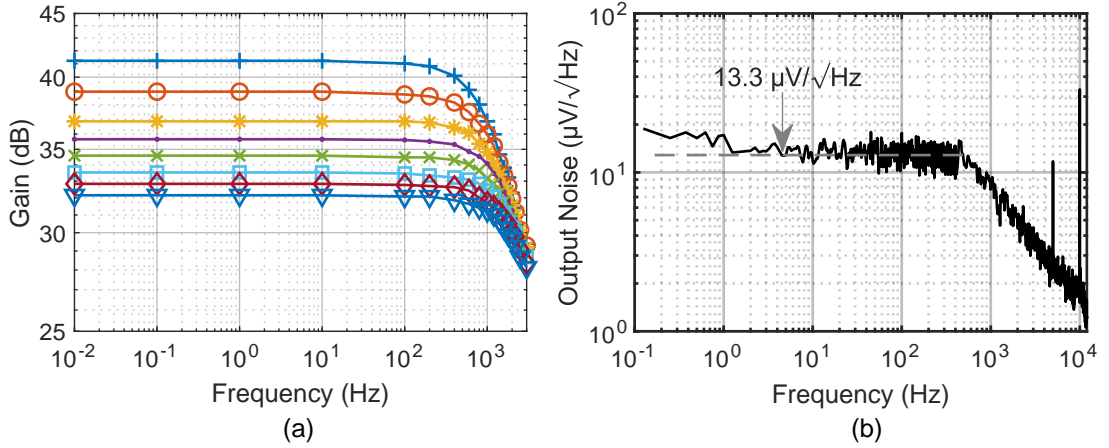 45
40
35
30
25
Gain (dB)
10^-2
10^-1
10^0
10^1
10^2
10^3
Frequency (Hz)
(a)
10^2
10^1
10^0
Output Noise (μV/√Hz)
13.3 μV/√Hz
10^-1
10^0
10^1
10^2
10^3
10^4
Frequency (Hz)
(b)